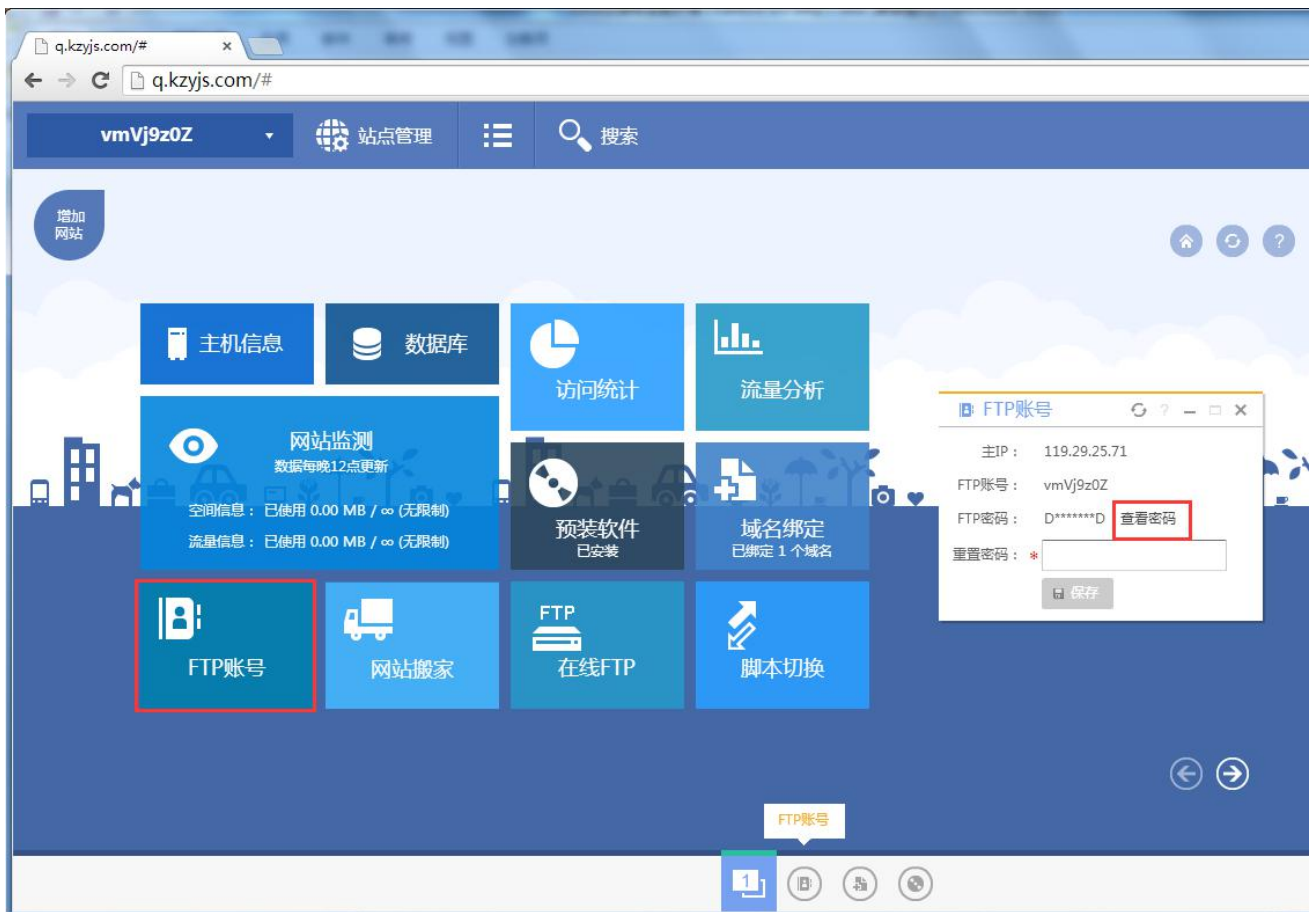 q.kzyjs.com/#
q.kzyjs.com/#
vmVj9z0Z
站点管理
搜索
增加
网站
主机信息
数据库
访问统计
流量分析
网站监测
数据每晚12点更新
空间信息： 已使用 0.00 MB / ∞ (无限制)
流量信息： 已使用 0.00 MB / ∞ (无限制)
预装软件
已安装
域名绑定
已绑定 1 个域名
FTP账号
主IP： 119.29.25.71
FTP账号： vmVj9z0Z
FTP密码： D*******D 查看密码
重置密码： *
保存
FTP账号
网站搬家
FTP
在线FTP
脚本切换
FTP账号
1